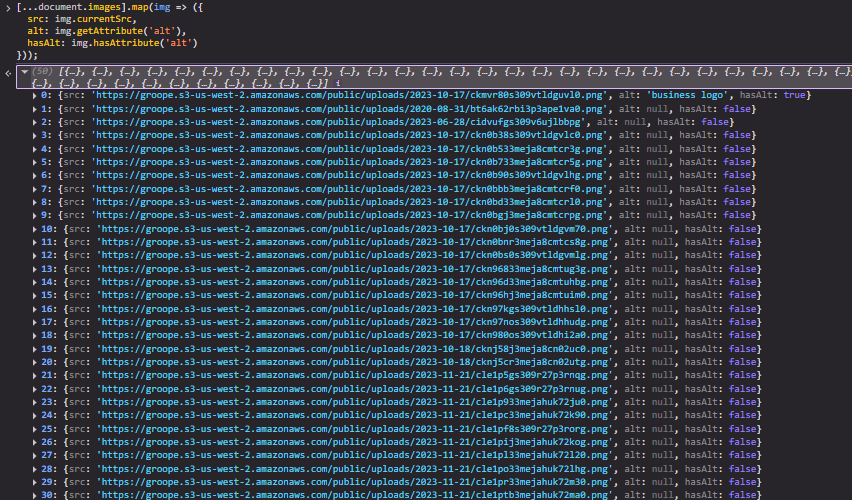 > [...document.images].map(img => ({
src: img.currentSrc,
alt: img.getAttribute('alt'),
hasAlt: img.hasAttribute('alt')
}));
(50) [{…}, {…}, {…}, {…}, {…}, {…}, {…}, {…}, {…}, {…}, {…}, {…}, {…}, {…}, {…}, {…}, {…}, {…}, {…}, {…}, {…}, {…}, {…}, {…}, {…}, {…}, {…}, {…}, {…}
{…}, {…}, {…}, {…}, {…}, {…}, {…}, {…}, {…}, {…}, {…}] i
0: {src: 'https://groope.s3-us-west-2.amazonaws.com/public/uploads/2023-10-17/ckmvr80s309vtldguvl0.png', alt: 'business logo', hasAlt: true}
1: {src: 'https://groope.s3-us-west-2.amazonaws.com/public/uploads/2020-08-31/bt6ak62rbi3p3ape1va0.png', alt: null, hasAlt: false}
2: {src: 'https://groope.s3-us-west-2.amazonaws.com/public/uploads/2023-06-28/cidvufgs309v6ujlbbpg', alt: null, hasAlt: false}
3: {src: 'https://groope.s3-us-west-2.amazonaws.com/public/uploads/2023-10-17/ckn0b38s309vtldgvlc0.png', alt: null, hasAlt: false}
4: {src: 'https://groope.s3-us-west-2.amazonaws.com/public/uploads/2023-10-17/ckn0b533meja8cmtcr3g.png', alt: null, hasAlt: false}
5: {src: 'https://groope.s3-us-west-2.amazonaws.com/public/uploads/2023-10-17/ckn0b733meja8cmtcr5g.png', alt: null, hasAlt: false}
6: {src: 'https://groope.s3-us-west-2.amazonaws.com/public/uploads/2023-10-17/ckn0b90s309vtldgvlhg.png', alt: null, hasAlt: false}
7: {src: 'https://groope.s3-us-west-2.amazonaws.com/public/uploads/2023-10-17/ckn0bbb3meja8cmtcrf0.png', alt: null, hasAlt: false}
8: {src: 'https://groope.s3-us-west-2.amazonaws.com/public/uploads/2023-10-17/ckn0bd33meja8cmtcrl0.png', alt: null, hasAlt: false}
9: {src: 'https://groope.s3-us-west-2.amazonaws.com/public/uploads/2023-10-17/ckn0bgj3meja8cmtcrpg.png', alt: null, hasAlt: false}
10: {src: 'https://groope.s3-us-west-2.amazonaws.com/public/uploads/2023-10-17/ckn0bj0s309vtldgvm70.png', alt: null, hasAlt: false}
11: {src: 'https://groope.s3-us-west-2.amazonaws.com/public/uploads/2023-10-17/ckn0bnr3meja8cmtcs8g.png', alt: null, hasAlt: false}
12: {src: 'https://groope.s3-us-west-2.amazonaws.com/public/uploads/2023-10-17/ckn0bs0s309vtldgvmlg.png', alt: null, hasAlt: false}
13: {src: 'https://groope.s3-us-west-2.amazonaws.com/public/uploads/2023-10-17/ckn96833meja8cmtug3g.png', alt: null, hasAlt: false}
14: {src: 'https://groope.s3-us-west-2.amazonaws.com/public/uploads/2023-10-17/ckn96d33meja8cmtuhbg.png', alt: null, hasAlt: false}
15: {src: 'https://groope.s3-us-west-2.amazonaws.com/public/uploads/2023-10-17/ckn96hj3meja8cmtuim0.png', alt: null, hasAlt: false}
16: {src: 'https://groope.s3-us-west-2.amazonaws.com/public/uploads/2023-10-17/ckn97kgs309vtldhhsl0.png', alt: null, hasAlt: false}
17: {src: 'https://groope.s3-us-west-2.amazonaws.com/public/uploads/2023-10-17/ckn97nos309vtldhhudg.png', alt: null, hasAlt: false}
18: {src: 'https://groope.s3-us-west-2.amazonaws.com/public/uploads/2023-10-17/ckn980os309vtldhi2a0.png', alt: null, hasAlt: false}
19: {src: 'https://groope.s3-us-west-2.amazonaws.com/public/uploads/2023-10-18/cknj58j3meja8cn02uc0.png', alt: null, hasAlt: false}
20: {src: 'https://groope.s3-us-west-2.amazonaws.com/public/uploads/2023-10-18/cknj5cr3meja8cn02utg.png', alt: null, hasAlt: false}
21: {src: 'https://groope.s3-us-west-2.amazonaws.com/public/uploads/2023-11-21/cle1p5gs309r27p3rnqg.png', alt: null, hasAlt: false}
22: {src: 'https://groope.s3-us-west-2.amazonaws.com/public/uploads/2023-11-21/cle1p6gs309r27p3rnug.png', alt: null, hasAlt: false}
23: {src: 'https://groope.s3-us-west-2.amazonaws.com/public/uploads/2023-11-21/cle1p933mejahuk72ju0.png', alt: null, hasAlt: false}
24: {src: 'https://groope.s3-us-west-2.amazonaws.com/public/uploads/2023-11-21/cle1pc33mejahuk72k90.png', alt: null, hasAlt: false}
25: {src: 'https://groope.s3-us-west-2.amazonaws.com/public/uploads/2023-11-21/cle1pf8s309r27p3rorg.png', alt: null, hasAlt: false}
26: {src: 'https://groope.s3-us-west-2.amazonaws.com/public/uploads/2023-11-21/cle1pij3mejahuk72kog.png', alt: null, hasAlt: false}
27: {src: 'https://groope.s3-us-west-2.amazonaws.com/public/uploads/2023-11-21/cle1pl33mejahuk72l20.png', alt: null, hasAlt: false}
28: {src: 'https://groope.s3-us-west-2.amazonaws.com/public/uploads/2023-11-21/cle1po33mejahuk72lhg.png', alt: null, hasAlt: false}
29: {src: 'https://groope.s3-us-west-2.amazonaws.com/public/uploads/2023-11-21/cle1pr33mejahuk72m30.png', alt: null, hasAlt: false}
30: {src: 'https://groope.s3-us-west-2.amazonaws.com/public/uploads/2023-11-21/cle1ptb3mejahuk72ma0.png', alt: null, hasAlt: false}